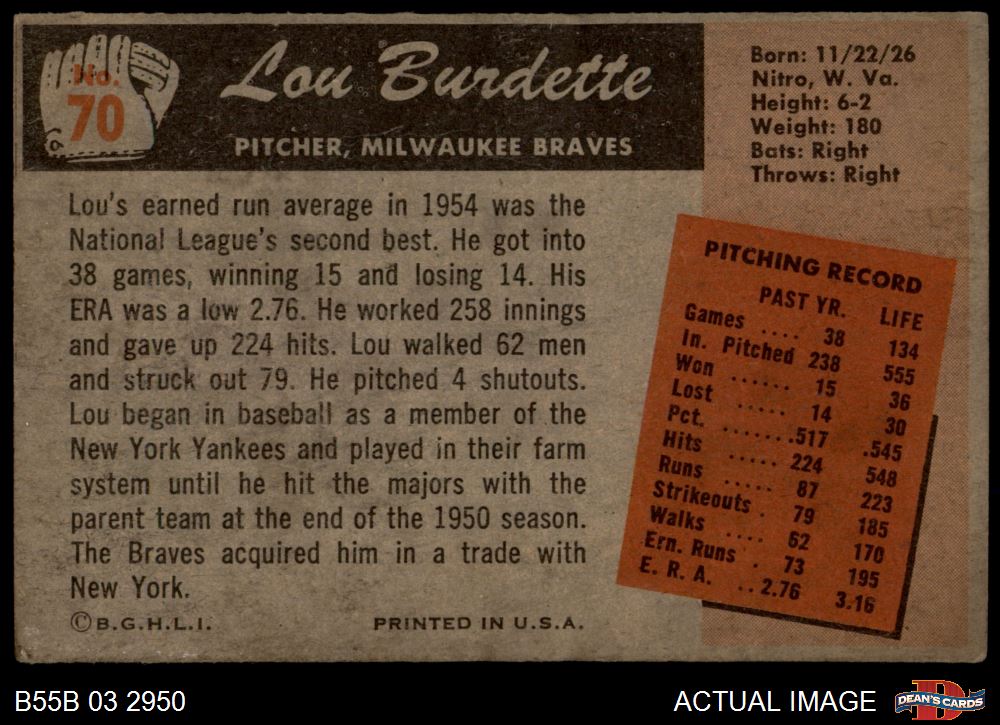 No.
70
Lou Burdette
PITCHER, MILWAUKEE BRAVES
Born: 11/22/26
Nitro, W. Va.
Height: 6-2
Weight: 180
Bats: Right
Throws: Right
Lou's earned run average in 1954 was the
National League's second best. He got into
38 games, winning 15 and losing 14. His
ERA was a low 2.76. He worked 258 innings
and gave up 224 hits. Lou walked 62 men
and struck out 79. He pitched 4 shutouts.
Lou began in baseball as a member of the
New York Yankees and played in their farm
system until he hit the majors with the
parent team at the end of the 1950 season.
The Braves acquired him in a trade with
New York.
© B.G.H.L.I. PRINTED IN U.S.A.
PITCHING RECORD
PAST YR. LIFE
Games .... 38 134
In. Pitched 238 555
Won ...... 15 36
Lost ..... 14 30
Pct. .......517 .545
Hits ..... 224 548
Runs ..... 87 223
Strikeouts . 79 185
Walks .... 62 170
Ern. Runs . 73 195
E. R. A. ..2.76 3.16
B55B 03 2950
ACTUAL IMAGE
D
DEAN'S CARDS